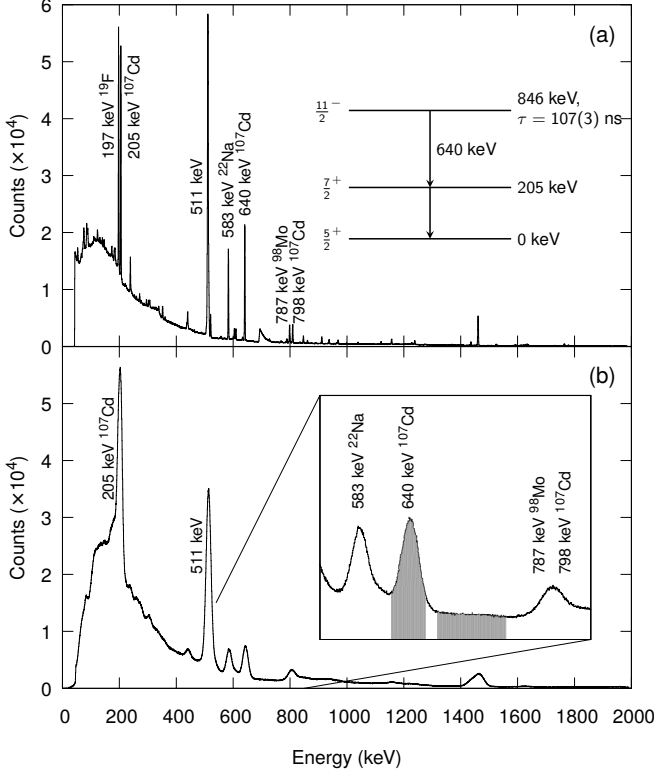 (a)
6
5
4
3
2
1
0
Counts (×10⁴)
197 keV ¹⁹F
205 keV ¹⁰⁷Cd
511 keV
583 keV ²²Na
640 keV ¹⁰⁷Cd
787 keV ⁹⁸Mo
798 keV ¹⁰⁷Cd
11/2⁻
846 keV,
τ = 107(3) ns
640 keV
7/2⁺
205 keV
5/2⁺
0 keV
(b)
5
4
3
2
1
0
Counts (×10⁴)
205 keV ¹⁰⁷Cd
511 keV
583 keV ²²Na
640 keV ¹⁰⁷Cd
787 keV ⁹⁸Mo
798 keV ¹⁰⁷Cd
0 200 400 600 800 1000 1200 1400 1600 1800 2000
Energy (keV)